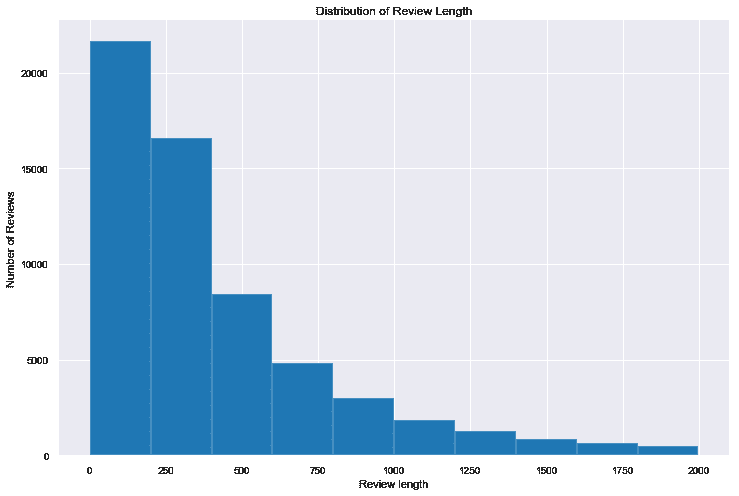 Distribution of Review Length
Number of Reviews
20000
15000
10000
5000
0
0 250 500 750 1000 1250 1500 1750 2000
Review length